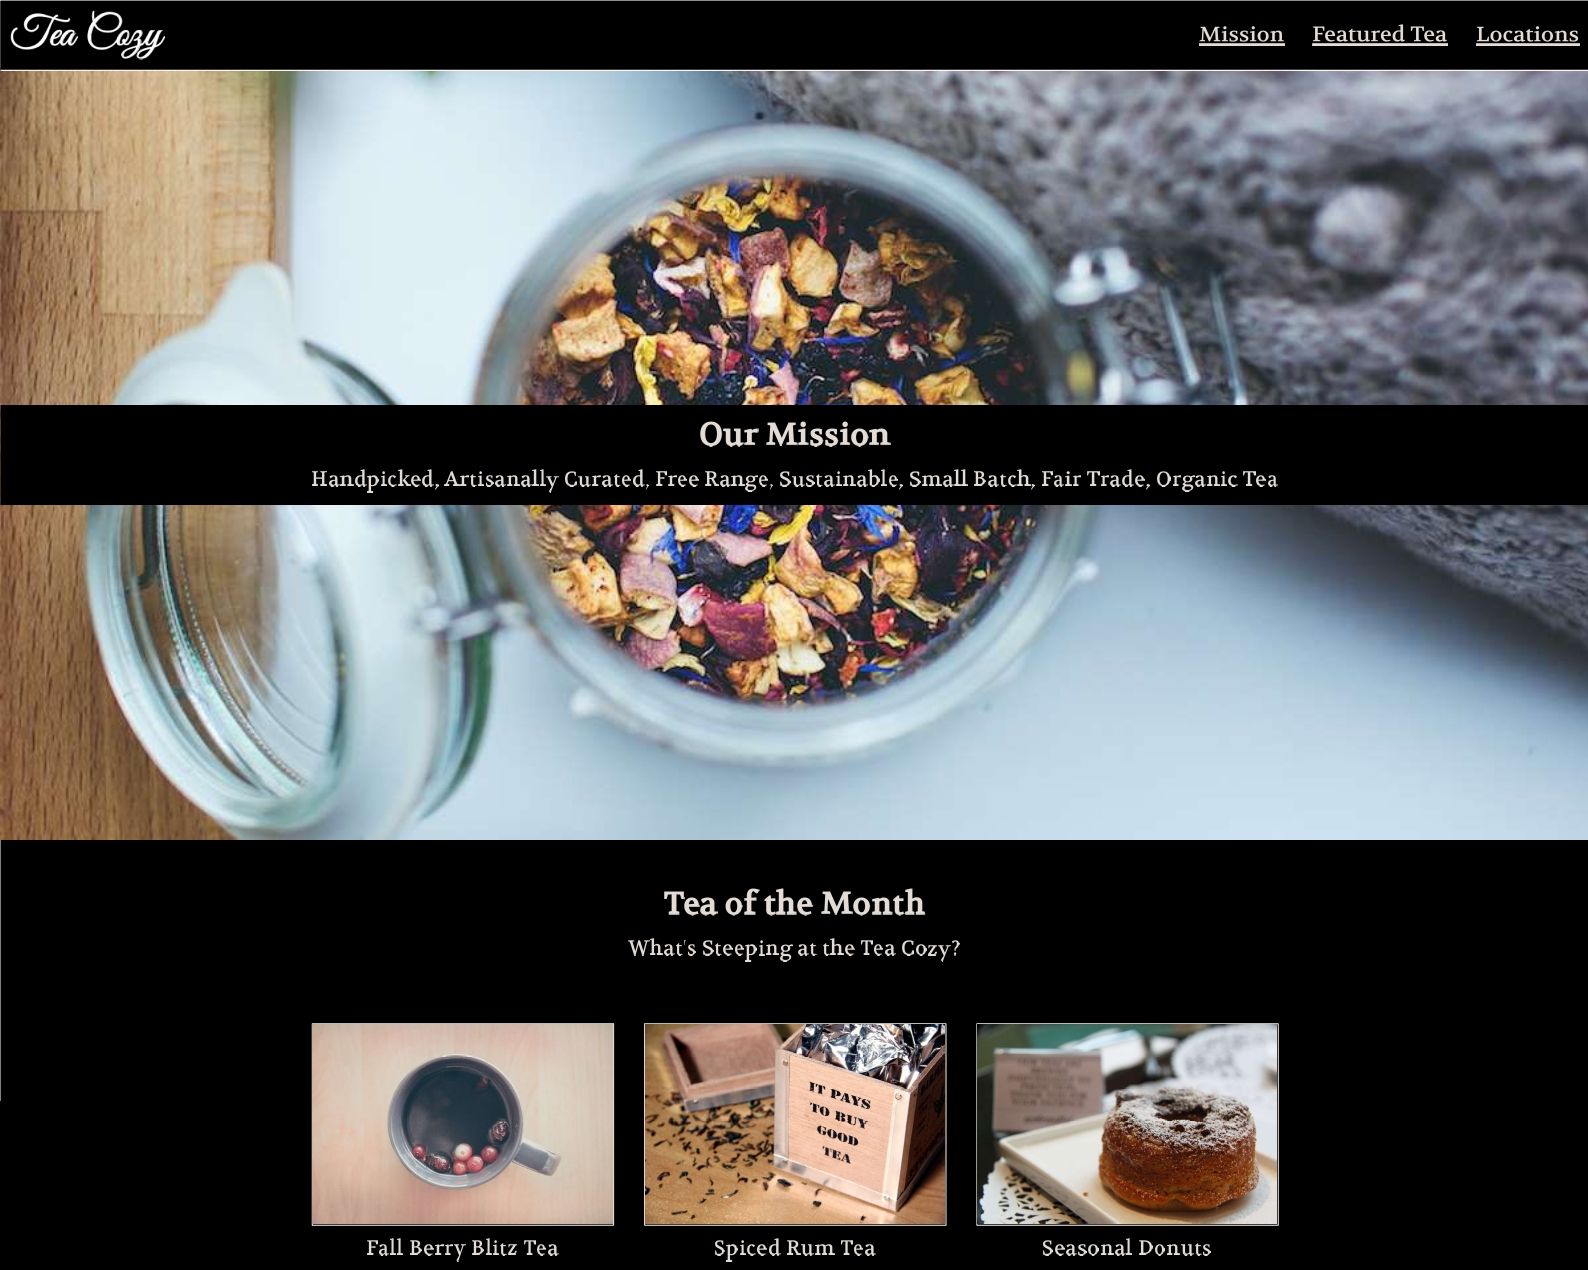 Tea Cozy
Mission Featured Tea Locations
Our Mission
Handpicked, Artisanally Curated, Free Range, Sustainable, Small Batch, Fair Trade, Organic Tea
Tea of the Month
What's Steeping at the Tea Cozy?
IT PAYS
TO BUY
GOOD
TEA
Fall Berry Blitz Tea
Spiced Rum Tea
Seasonal Donuts